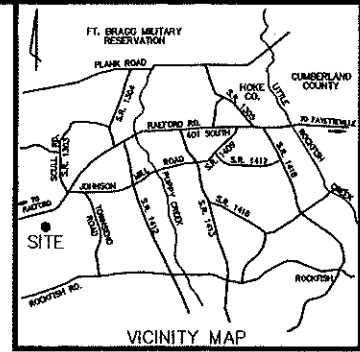 FT. BRAGG MILITARY
RESERVATION
PLANK ROAD
CUMBERLAND
COUNTY
S.R. 1304
HOKE
CO.
LITTLE
S.R. 1305
RAEFORD RD.
401 SOUTH
TO FAYETTEVILLE
SCULL RD.
S.R. 1303
S.R. 1409
ROCKFISH
S.R. 1418
S.R. 1412
MILL
ROAD
JOHNSON
PUPPY CREEK
TO
RAEFORD
CREEK
SITE
TOWNSEND
ROAD
S.R. 1412
S.R. 1413
S.R. 1416
ROCKFISH RD.
ROCKFISH
VICINITY MAP